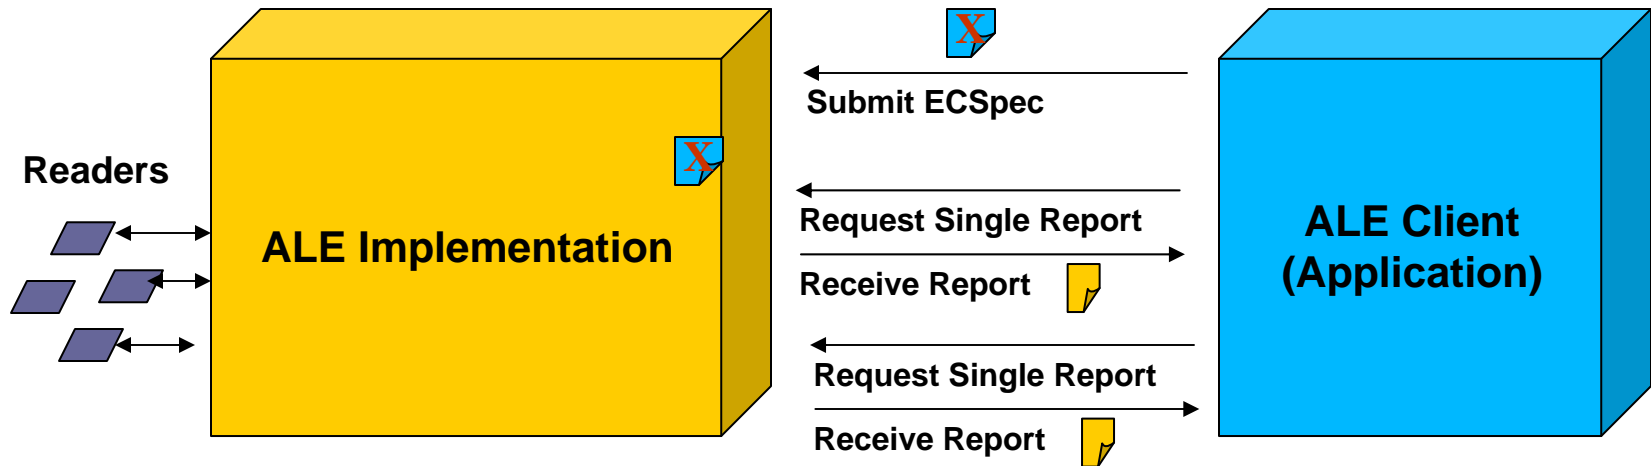 X
Submit ECSpec
Readers
X
ALE Implementation
Request Single Report
Receive Report
Request Single Report
Receive Report
ALE Client
(Application)